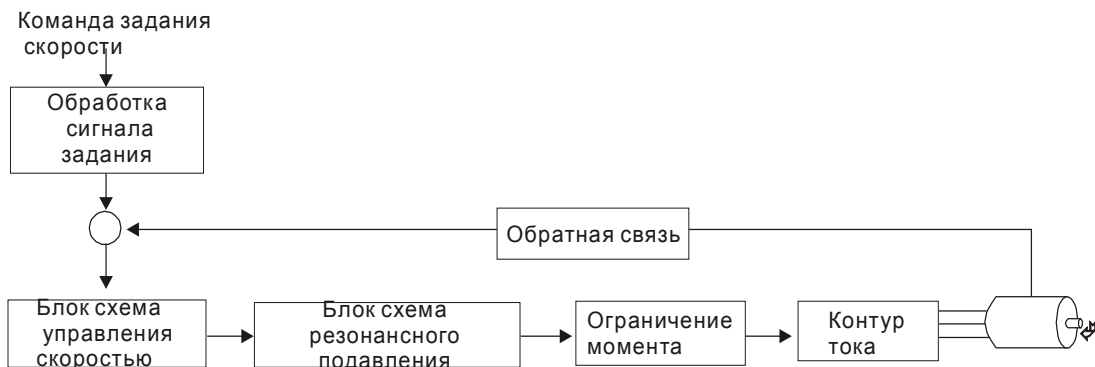 Команда задания
скорости
Обработка
сигнала
задания
Обратная связь
Блок схема
управления
скоростью
Блок схема
резонансного
подавления
Ограничение
момента
Контур
тока